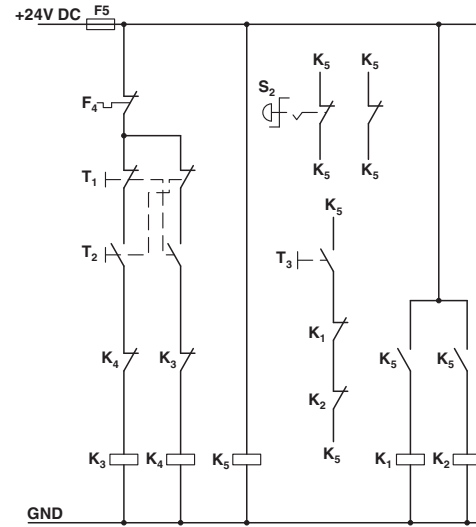 +24V DC F5
K5 K5
S2
F4
K5 K5
T1
K5
T2 T3
K1
K4 K3 K5 K5
K2
K5
K3 K4 K5 K1 K2
GND